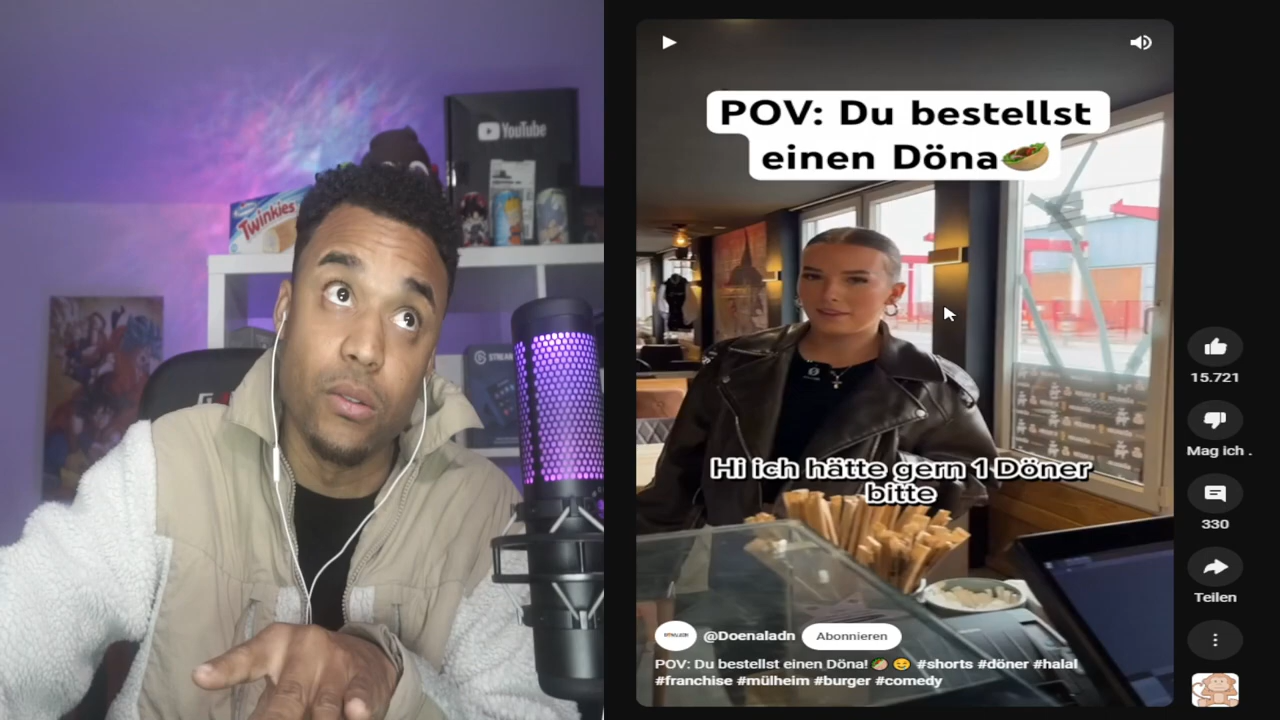 YouTube
Twinkies
POV: Du bestellst
einen Döna🥙
Hi ich hätte gern 1 Döner
bitte
@Doenaladn
Abonnieren
POV: Du bestellst einen Döna! 🥙 😏 #shorts #döner #halal
#franchise #mülheim #burger #comedy
15.721
Mag ich .
330
Teilen